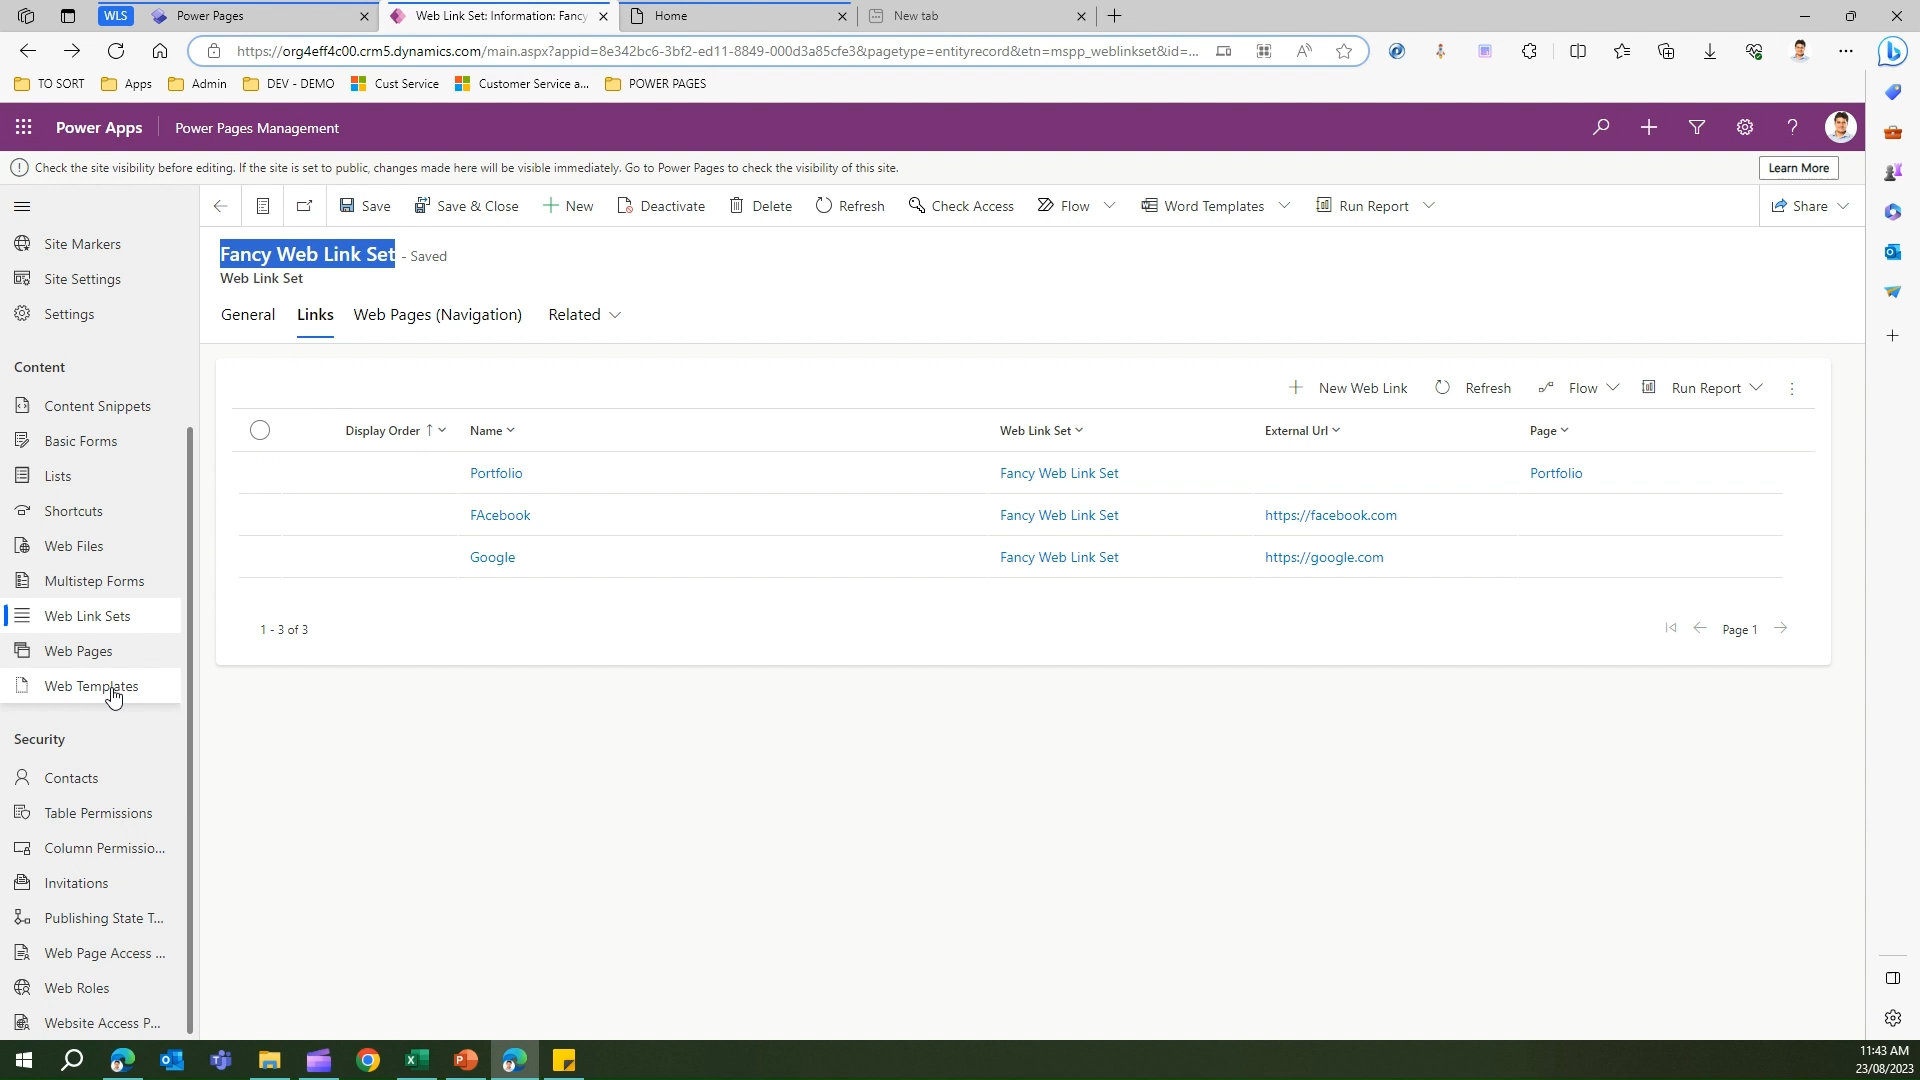 WLS
Power Pages
Web Link Set: Information: Fancy
Home
New tab
https://org4eff4c00.crm5.dynamics.com/main.aspx?appid=8e342bc6-3bf2-ed11-8849-000d3a85cfe3&pagetype=entityrecord&etn=mspp_weblinkset&id=...
TO SORT
Apps
Admin
DEV - DEMO
Cust Service
Customer Service a...
POWER PAGES
Power Apps
Power Pages Management
Check the site visibility before editing. If the site is set to public, changes made here will be visible immediately. Go to Power Pages to check the visibility of this site.
Learn More
Save
Save & Close
New
Deactivate
Delete
Refresh
Check Access
Flow
Word Templates
Run Report
Share
Site Markers
Site Settings
Settings
Content
Content Snippets
Basic Forms
Lists
Shortcuts
Web Files
Multistep Forms
Web Link Sets
Web Pages
Web Templates
Security
Contacts
Table Permissions
Column Permissio...
Invitations
Publishing State T...
Web Page Access ...
Web Roles
Website Access P...
Fancy Web Link Set - Saved
Web Link Set
General
Links
Web Pages (Navigation)
Related
New Web Link
Refresh
Flow
Run Report
Display Order
Name
Web Link Set
External Url
Page
Portfolio
Fancy Web Link Set
Portfolio
FAcebook
Fancy Web Link Set
https://facebook.com
Google
Fancy Web Link Set
https://google.com
1 - 3 of 3
Page 1
11:43 AM
23/08/2023